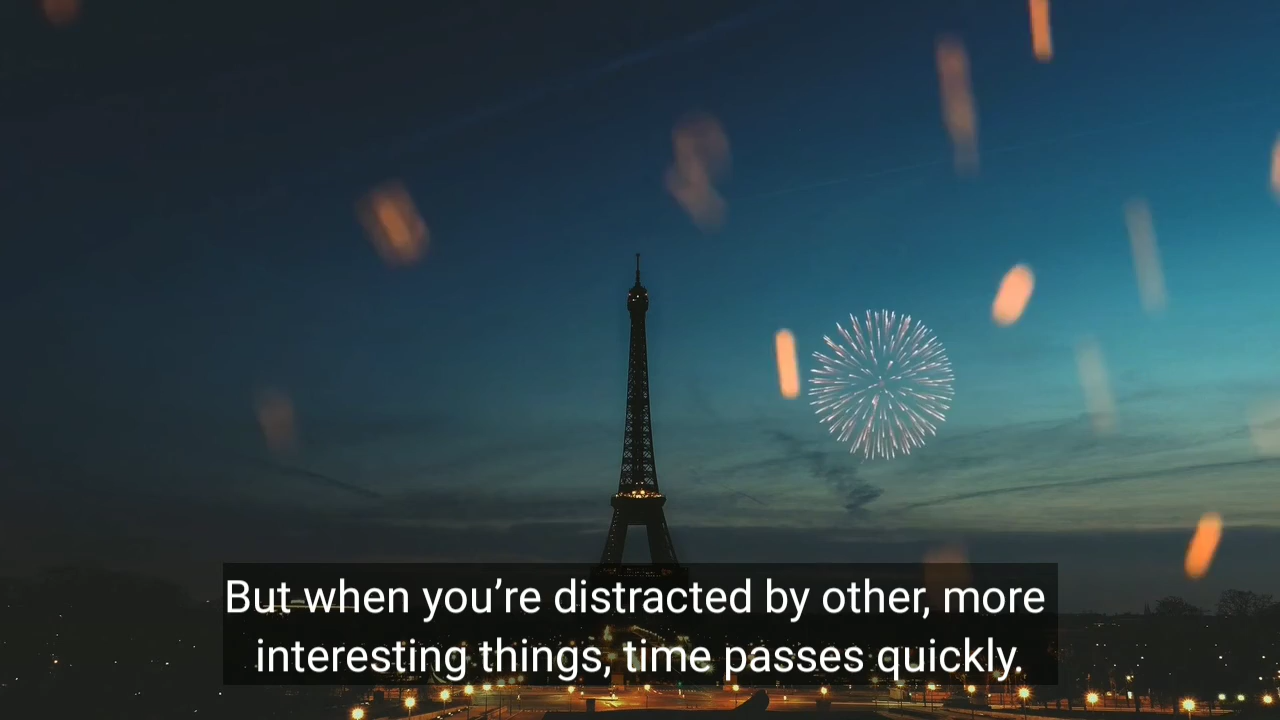 But when you’re distracted by other, more
interesting things, time passes quickly.